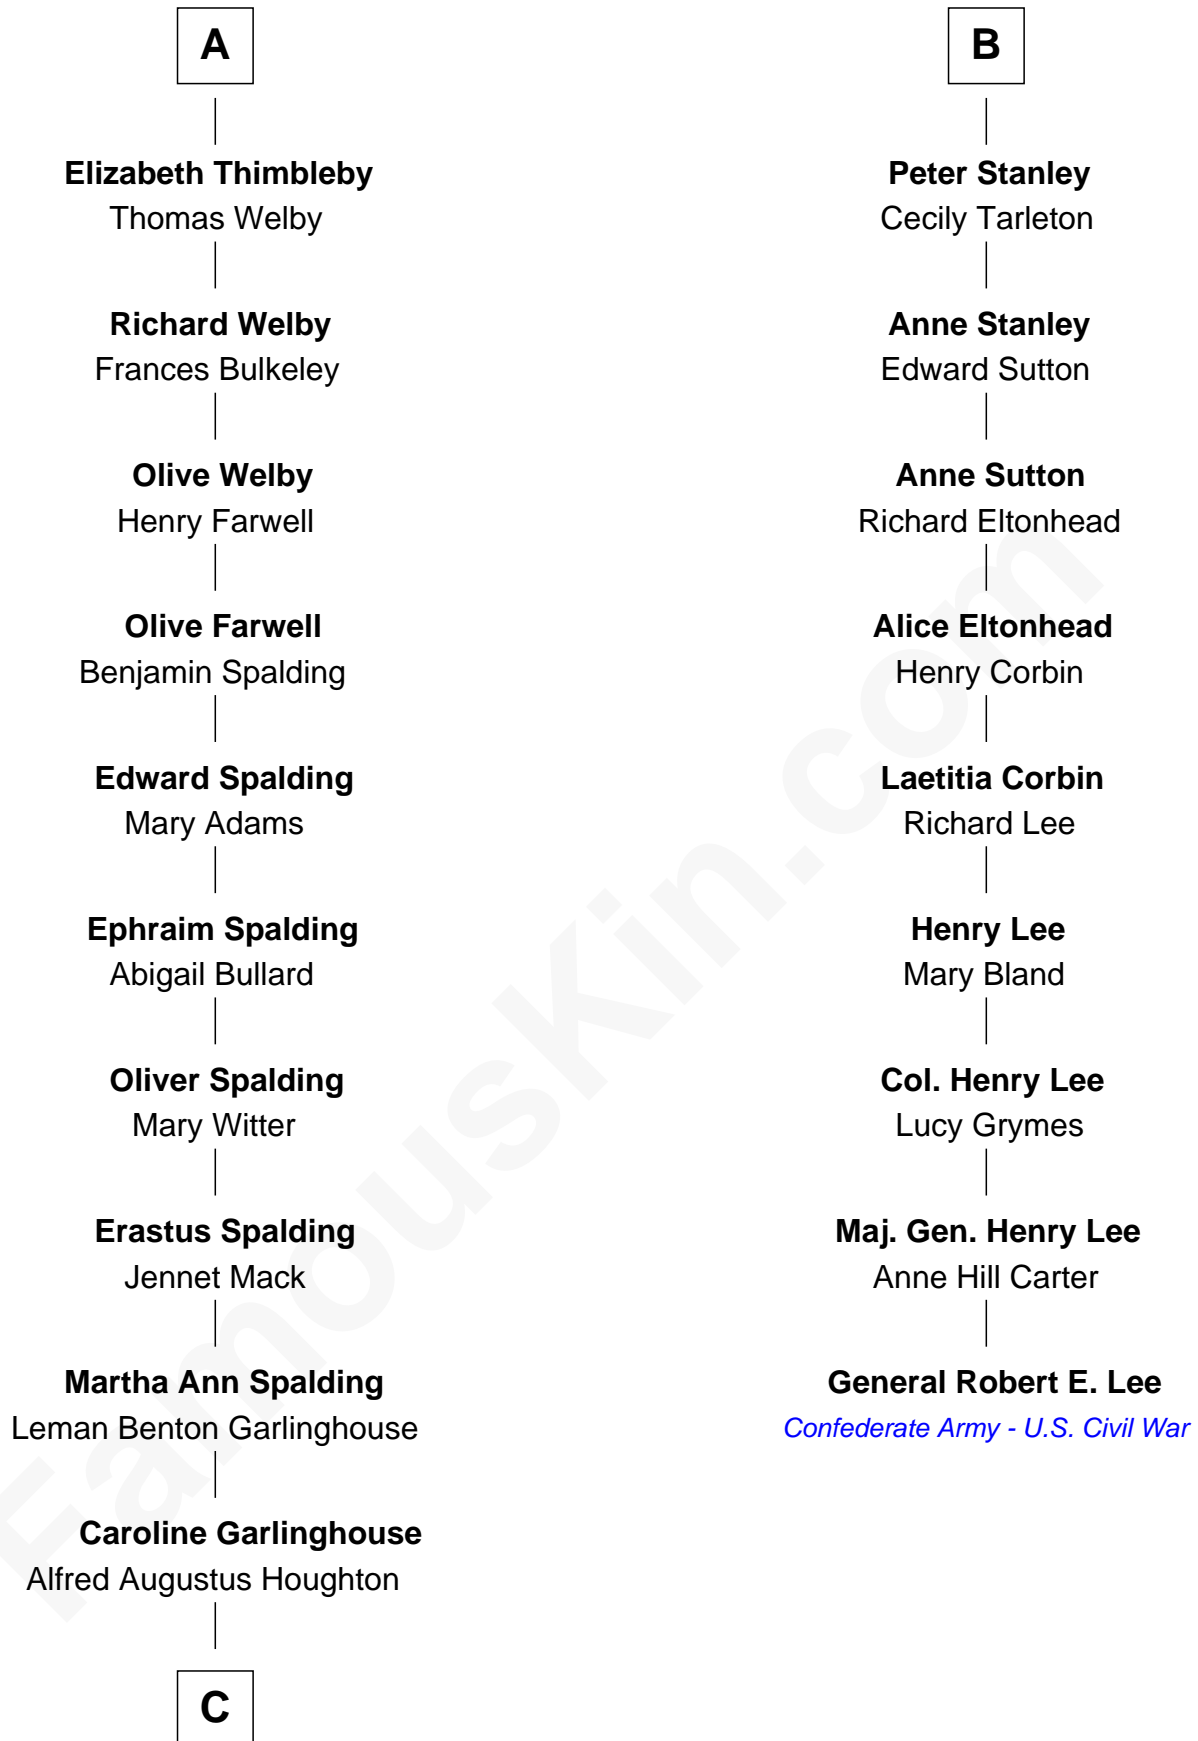 A
Elizabeth Thimbleby
Thomas Welby
Richard Welby
Frances Bulkeley
Olive Welby
Henry Farwell
Olive Farwell
Benjamin Spalding
Edward Spalding
Mary Adams
Ephraim Spalding
Abigail Bullard
Oliver Spalding
Mary Witter
Erastus Spalding
Jennet Mack
Martha Ann Spalding
Leman Benton Garlinghouse
Caroline Garlinghouse
Alfred Augustus Houghton
C
B
Peter Stanley
Cecily Tarleton
Anne Stanley
Edward Sutton
Anne Sutton
Richard Eltonhead
Alice Eltonhead
Henry Corbin
Laetitia Corbin
Richard Lee
Henry Lee
Mary Bland
Col. Henry Lee
Lucy Grymes
Maj. Gen. Henry Lee
Anne Hill Carter
General Robert E. Lee
Confederate Army - U.S. Civil War
FamousKin.com